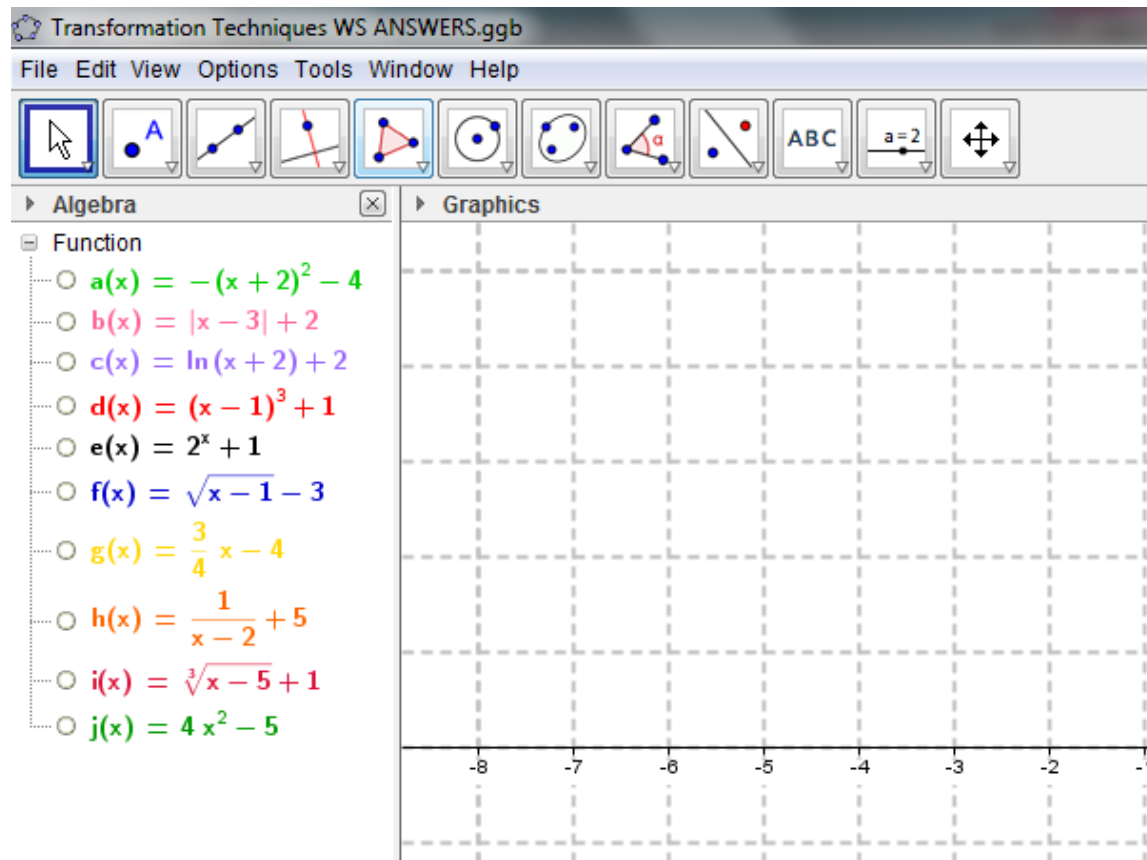 Transformation Techniques WS ANSWERS.ggb
File Edit View Options Tools Window Help
A α ABC a=2
Algebra Graphics
Function
a(x) = −(x + 2)² − 4
b(x) = |x − 3| + 2
c(x) = ln (x + 2) + 2
d(x) = (x − 1)³ + 1
e(x) = 2ˣ + 1
f(x) = √(x − 1) − 3
g(x) = 3/4 x − 4
h(x) = 1/(x − 2) + 5
i(x) = ∛(x − 5) + 1
j(x) = 4 x² − 5
-8 -7 -6 -5 -4 -3 -2